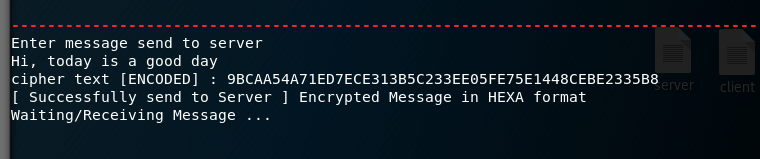 Enter message send to server
Hi, today is a good day
cipher text [ENCODED] : 9BCAA54A71ED7ECE313B5C233EE05FE75E1448CEBE2335B8
[ Successfully send to Server ] Encrypted Message in HEXA format
Waiting/Receiving Message ...
server
client